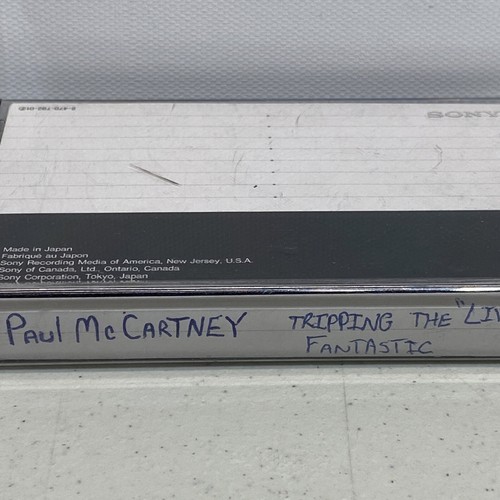 SONY
Made in Japan
Fabriqué au Japon
Sony Recording Media of America, New Jersey, U.S.A.
Sony of Canada, Ltd., Ontario, Canada
Sony Corporation, Tokyo, Japan
PAUL McCARTNEY TRIPPING THE "LIV
FANTASTIC